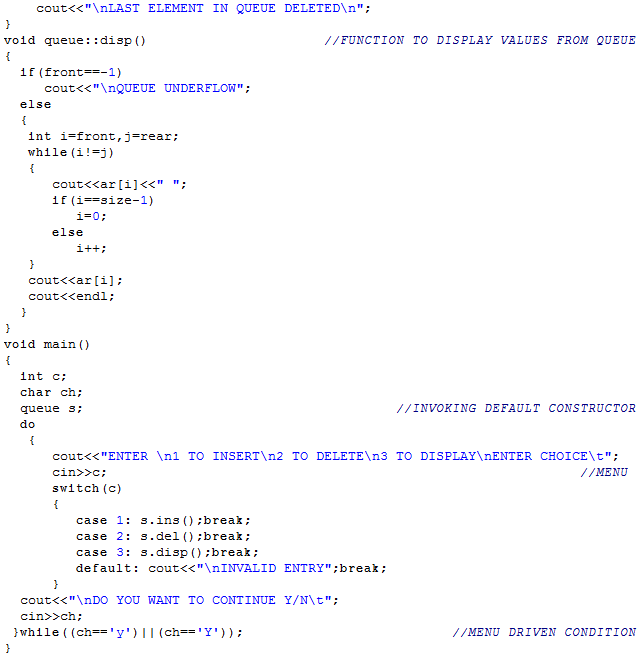 cout<<"\nLAST ELEMENT IN QUEUE DELETED\n";
}
void queue::disp()                      //FUNCTION TO DISPLAY VALUES FROM QUEUE
{
  if(front==-1)
     cout<<"\nQUEUE UNDERFLOW";
  else
  {
   int i=front,j=rear;
   while(i!=j)
   {
      cout<<ar[i]<<" ";
      if(i==size-1)
         i=0;
      else
         i++;
   }
   cout<<ar[i];
   cout<<endl;
  }
}
void main()
{
  int c;
  char ch;
  queue s;                                       //INVOKING DEFAULT CONSTRUCTOR
  do
   {
      cout<<"ENTER \n1 TO INSERT\n2 TO DELETE\n3 TO DISPLAY\nENTER CHOICE\t";
      cin>>c;                                                           //MENU
      switch(c)
      {
         case 1: s.ins();break;
         case 2: s.del();break;
         case 3: s.disp();break;
         default: cout<<"\nINVALID ENTRY";break;
      }
  cout<<"\nDO YOU WANT TO CONTINUE Y/N\t";
  cin>>ch;
 }while((ch=='y')||(ch=='Y'));                          //MENU DRIVEN CONDITION
}